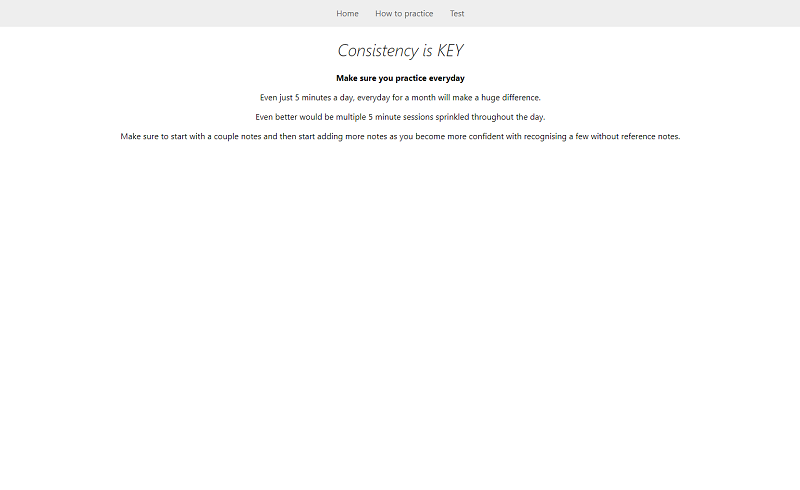 Home How to practice Test
Consistency is KEY
Make sure you practice everyday
Even just 5 minutes a day, everyday for a month will make a huge difference.
Even better would be multiple 5 minute sessions sprinkled throughout the day.
Make sure to start with a couple notes and then start adding more notes as you become more confident with recognising a few without reference notes.